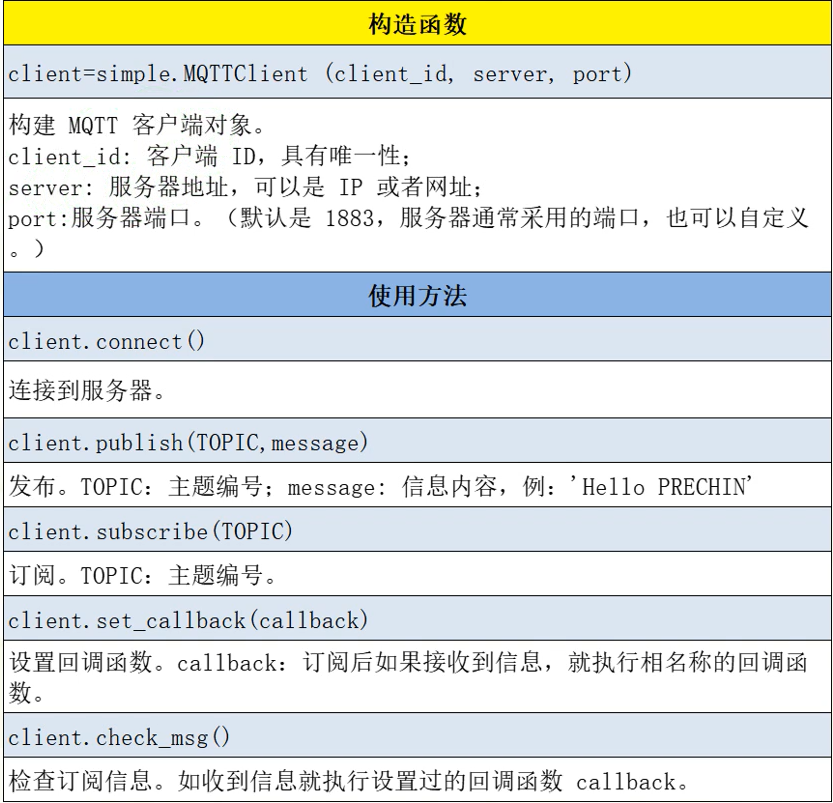 构造函数
client=simple.MQTTClient (client_id, server, port)
构建 MQTT 客户端对象。
client_id: 客户端 ID，具有唯一性；
server: 服务器地址，可以是 IP 或者网址；
port:服务器端口。（默认是 1883，服务器通常采用的端口，也可以自定义
。）
使用方法
client.connect()
连接到服务器。
client.publish(TOPIC,message)
发布。TOPIC：主题编号；message: 信息内容，例：'Hello PRECHIN'
client.subscribe(TOPIC)
订阅。TOPIC：主题编号。
client.set_callback(callback)
设置回调函数。callback：订阅后如果接收到信息，就执行相名称的回调函
数。
client.check_msg()
检查订阅信息。如收到信息就执行设置过的回调函数 callback。